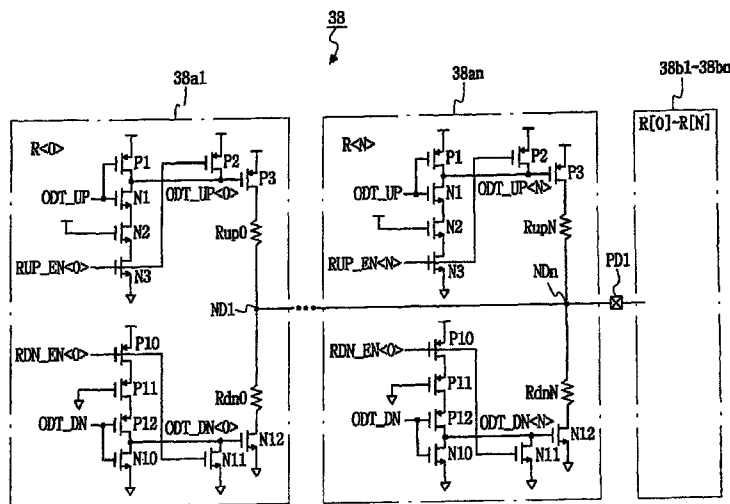 38
38a1
38an
38b1~38bn
R<0>
P1
P2
P3
ODT_UP
N1
ODT_UP<0>
N2
Rup0
RUP_EN<0>
N3
ND1
RDN_EN<0>
P10
P11
Rdn0
ODT_DN
P12
ODT_DN<0>
N12
N10
N11
R<N>
P1
P2
P3
ODT_UP
N1
ODT_UP<N>
N2
RupN
RUP_EN<N>
N3
NDn
PD1
RDN_EN<0>
P10
P11
RdnN
ODT_DN
P12
ODT_DN<N>
N12
N10
N11
R[0]~R[N]